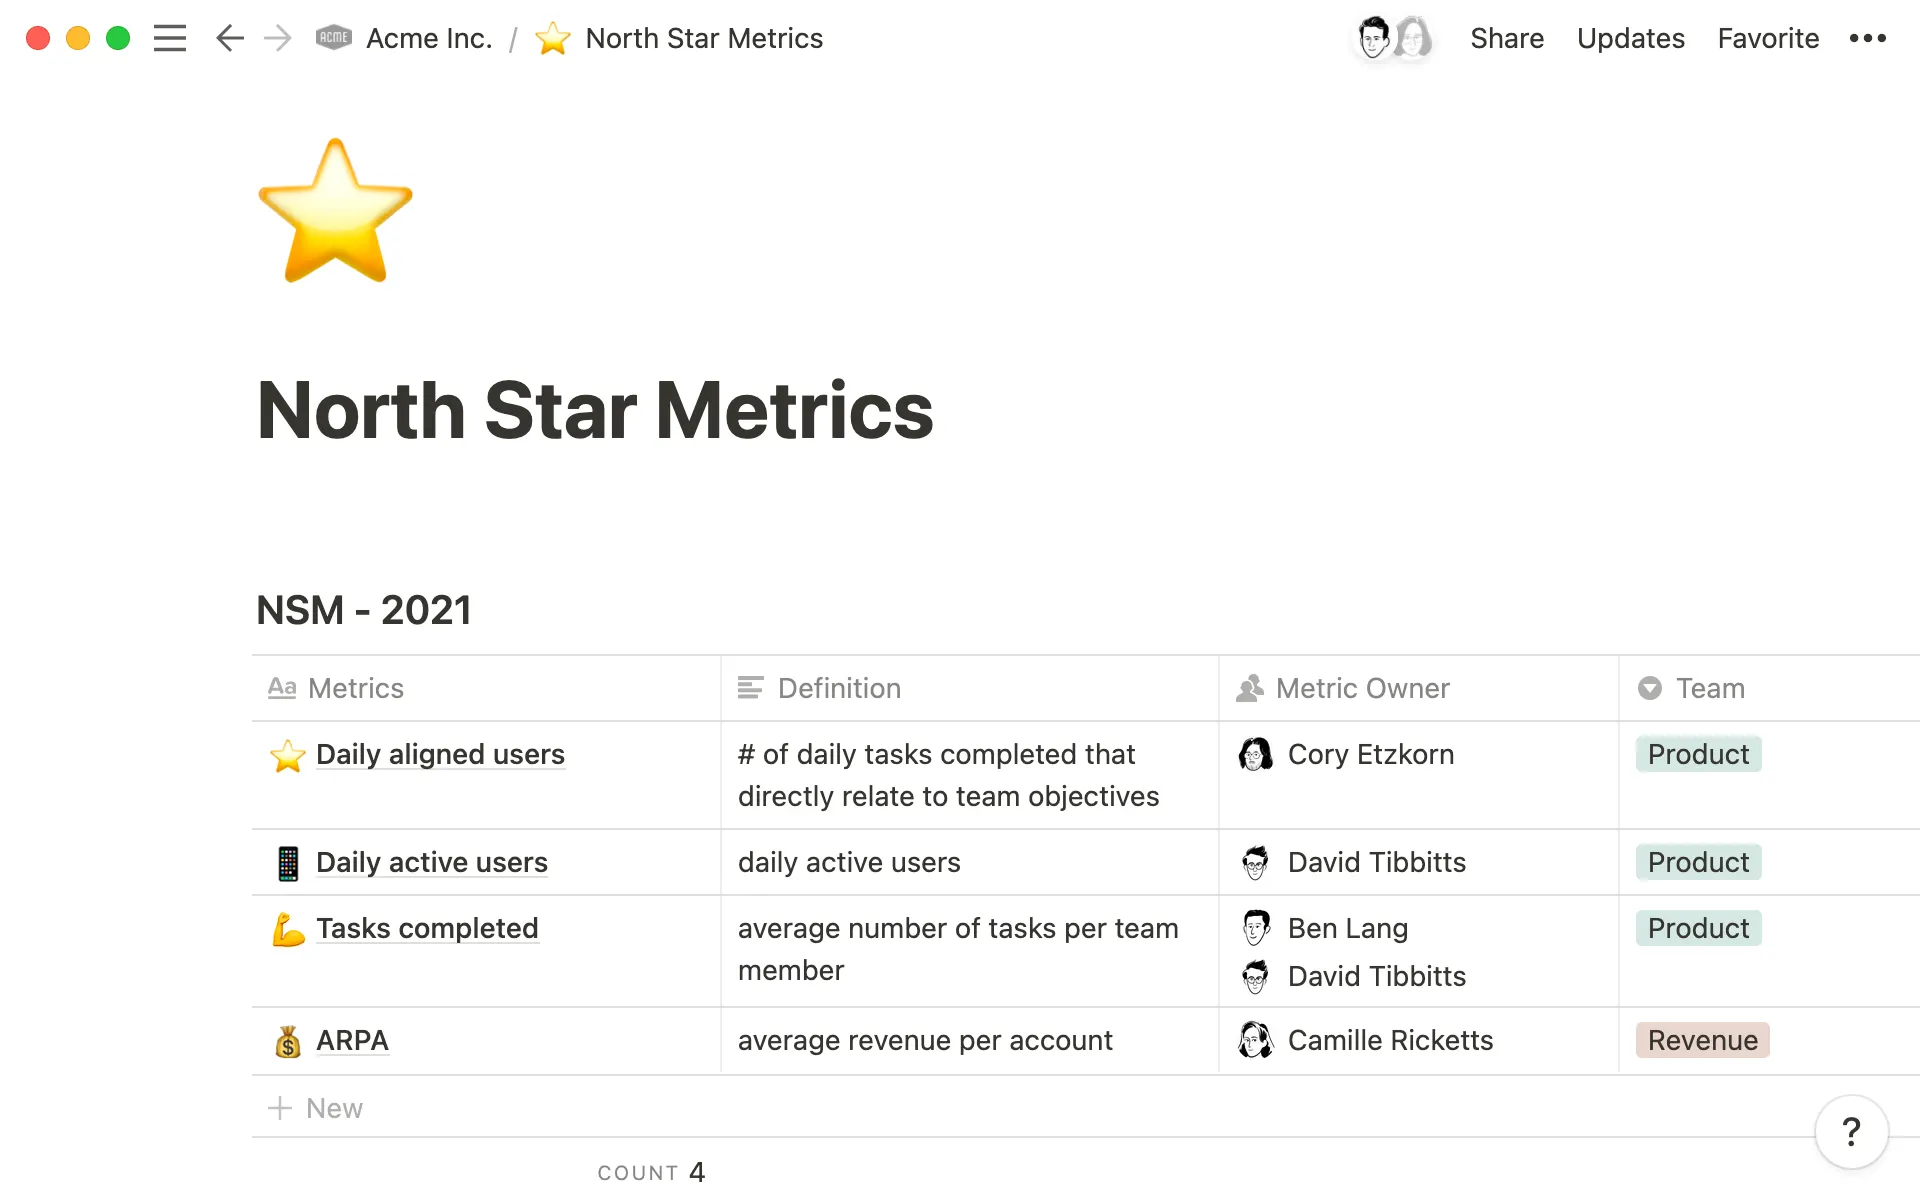 ACME Acme Inc. / North Star Metrics Share Updates Favorite
North Star Metrics
NSM - 2021
Aa Metrics Definition Metric Owner Team
Daily aligned users # of daily tasks completed that Cory Etzkorn Product
directly relate to team objectives
Daily active users daily active users David Tibbitts Product
Tasks completed average number of tasks per team Ben Lang Product
member David Tibbitts
$ ARPA average revenue per account Camille Ricketts Revenue
+ New
?
COUNT 4